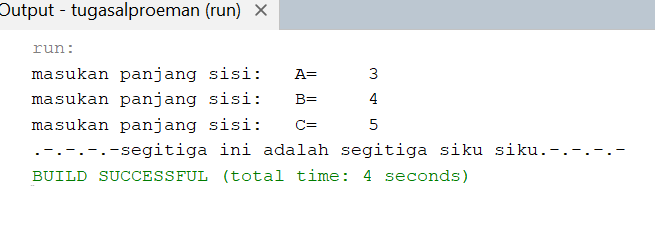 Output - tugasalproeman (run) ×
run:
masukan panjang sisi:   A=     3
masukan panjang sisi:   B=     4
masukan panjang sisi:   C=     5
.-.-.-.-segitiga ini adalah segitiga siku siku.-.-.-.-
BUILD SUCCESSFUL (total time: 4 seconds)